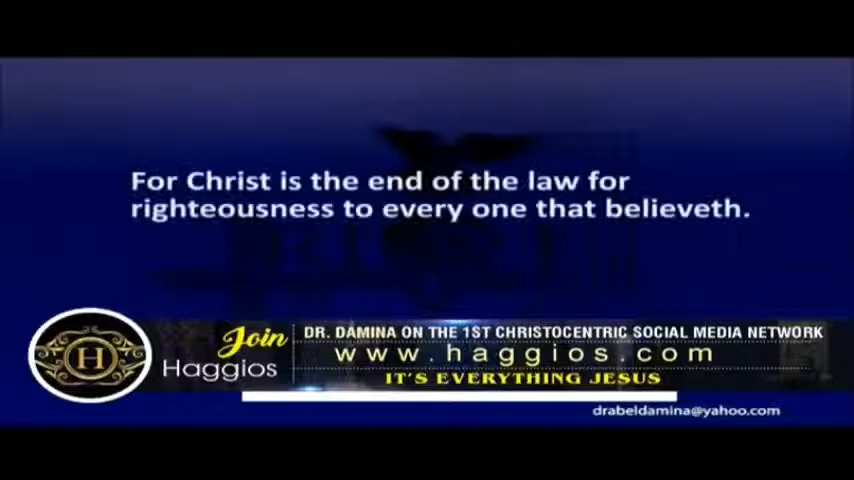 For Christ is the end of the law for
righteousness to every one that believeth.
H
Join
Haggios
DR. DAMINA ON THE 1ST CHRISTOCENTRIC SOCIAL MEDIA NETWORK
www.haggios.com
IT'S EVERYTHING JESUS
drabeldamina@yahoo.com